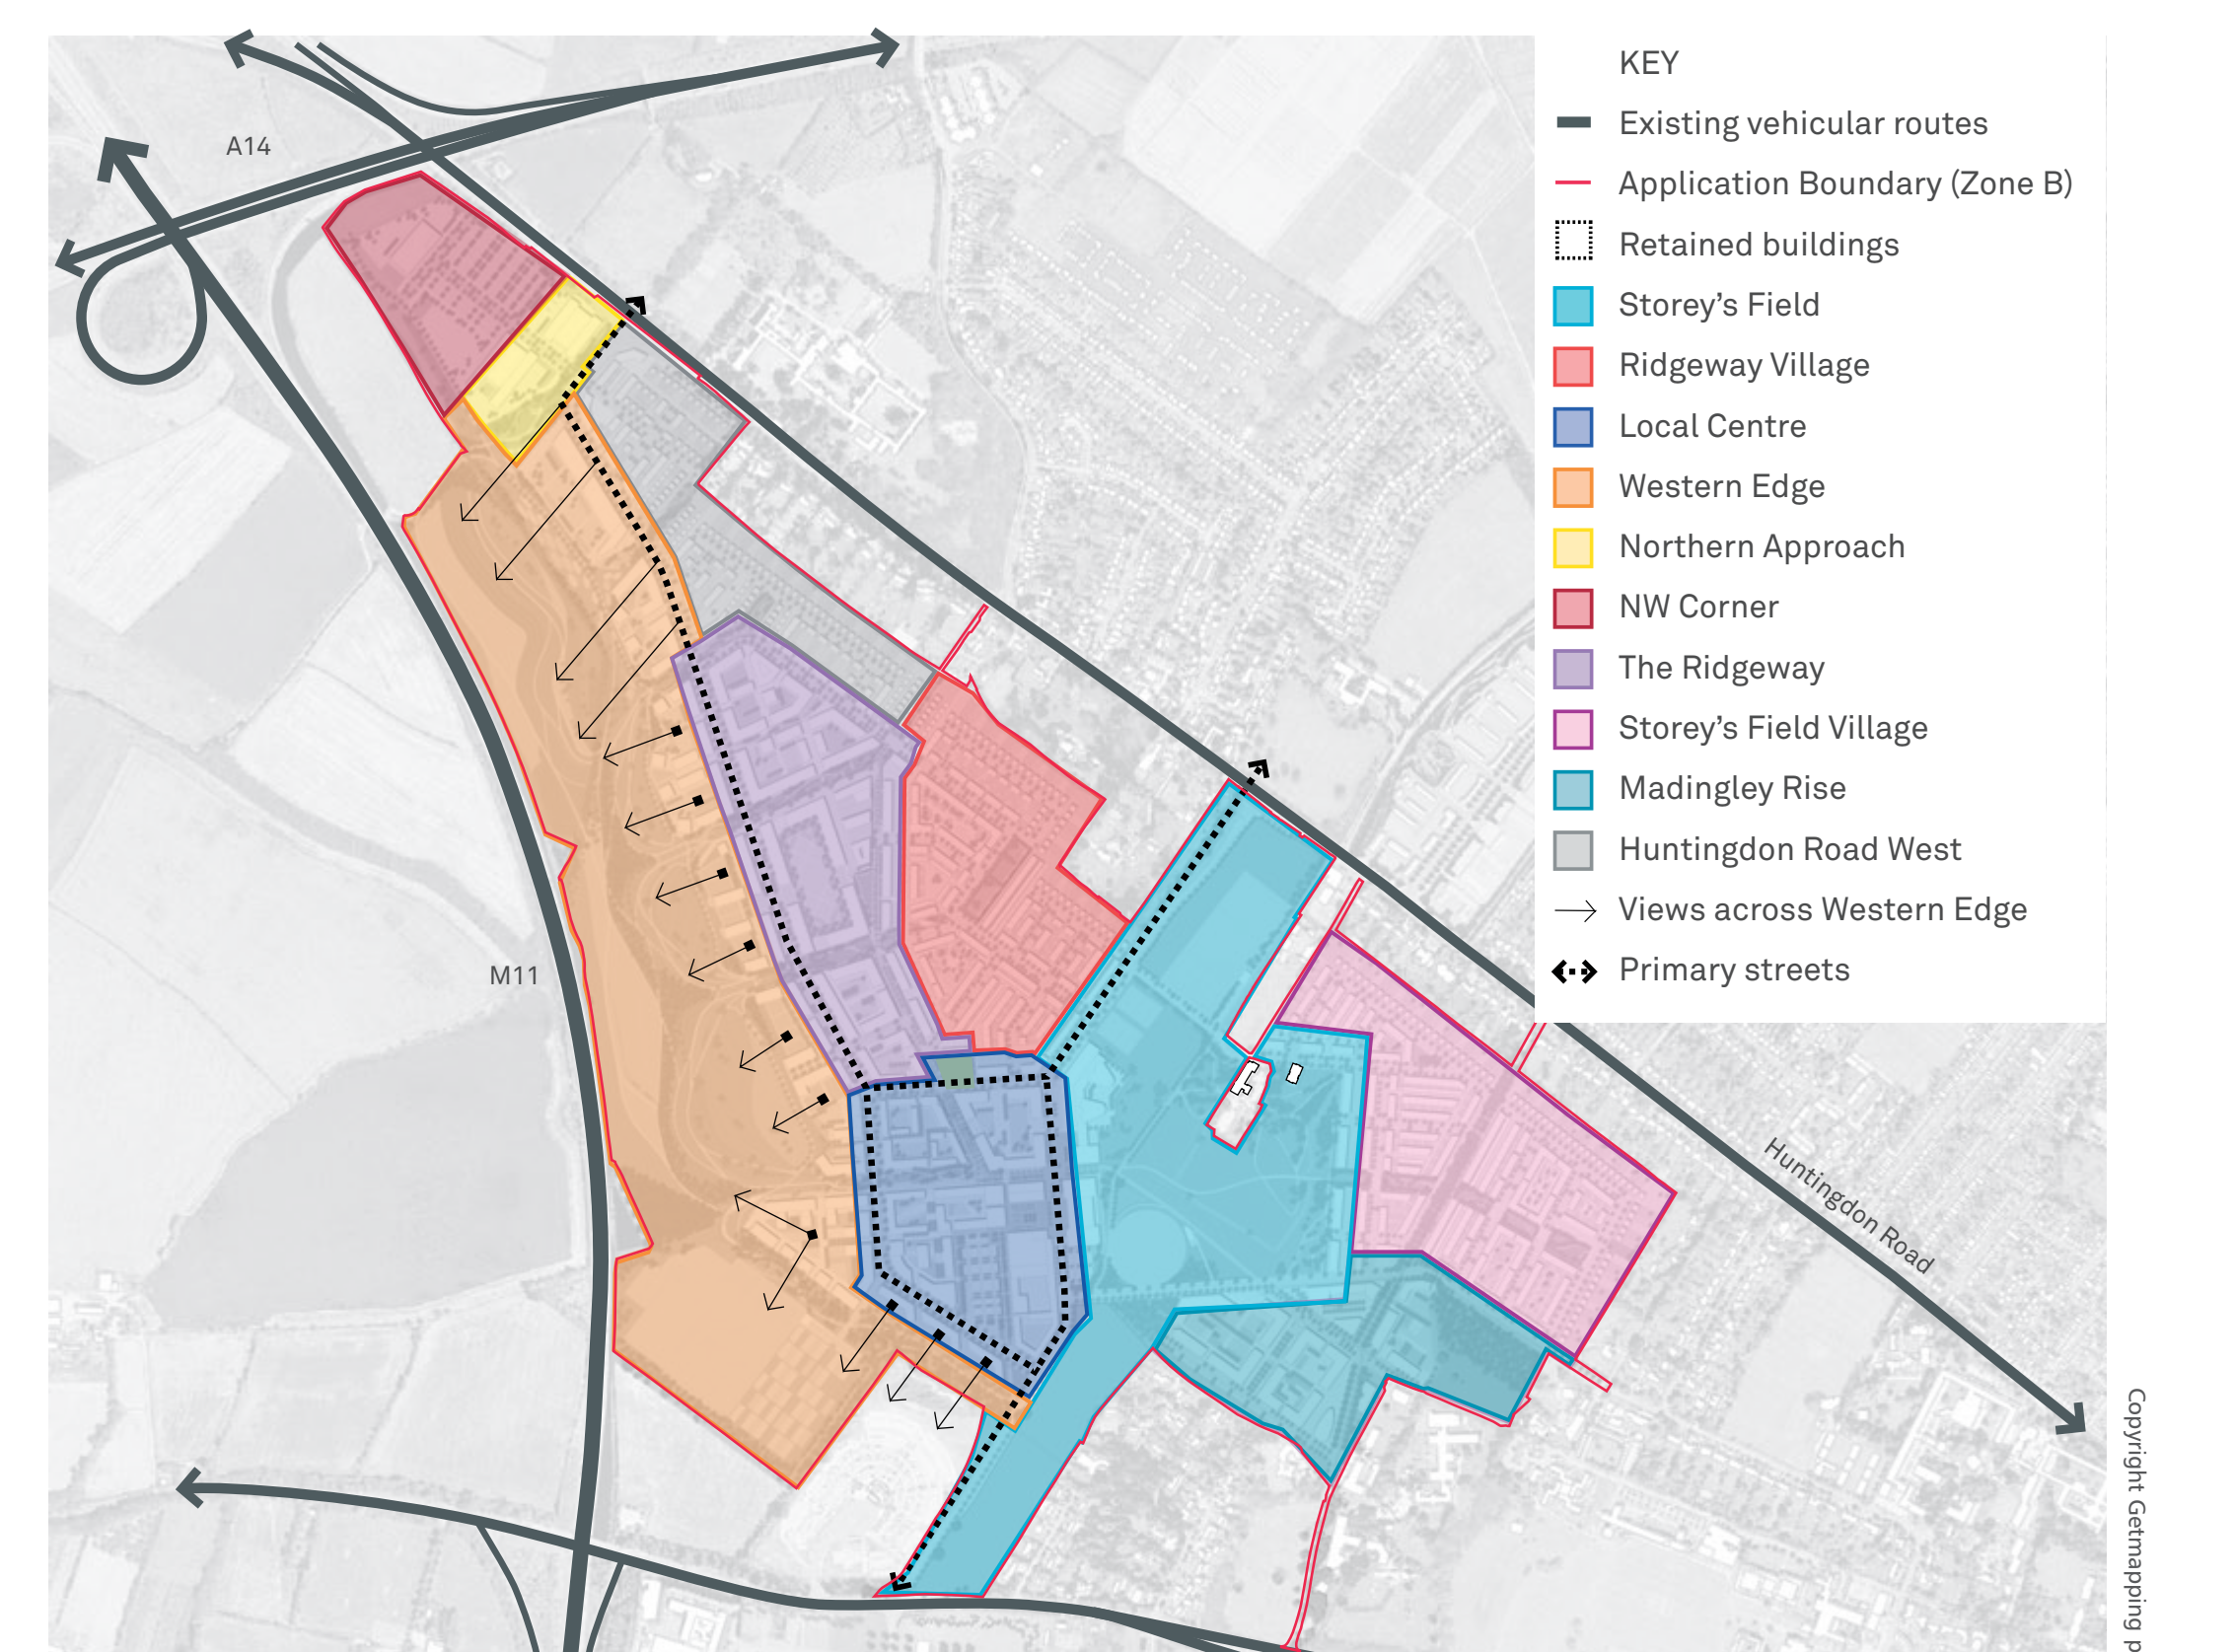 A14
M11
Huntingdon Road
KEY
Existing vehicular routes
Application Boundary (Zone B)
Retained buildings
Storey’s Field
Ridgeway Village
Local Centre
Western Edge
Northern Approach
NW Corner
The Ridgeway
Storey’s Field Village
Madingley Rise
Huntingdon Road West
Views across Western Edge
Primary streets
Copyright Getmapping p